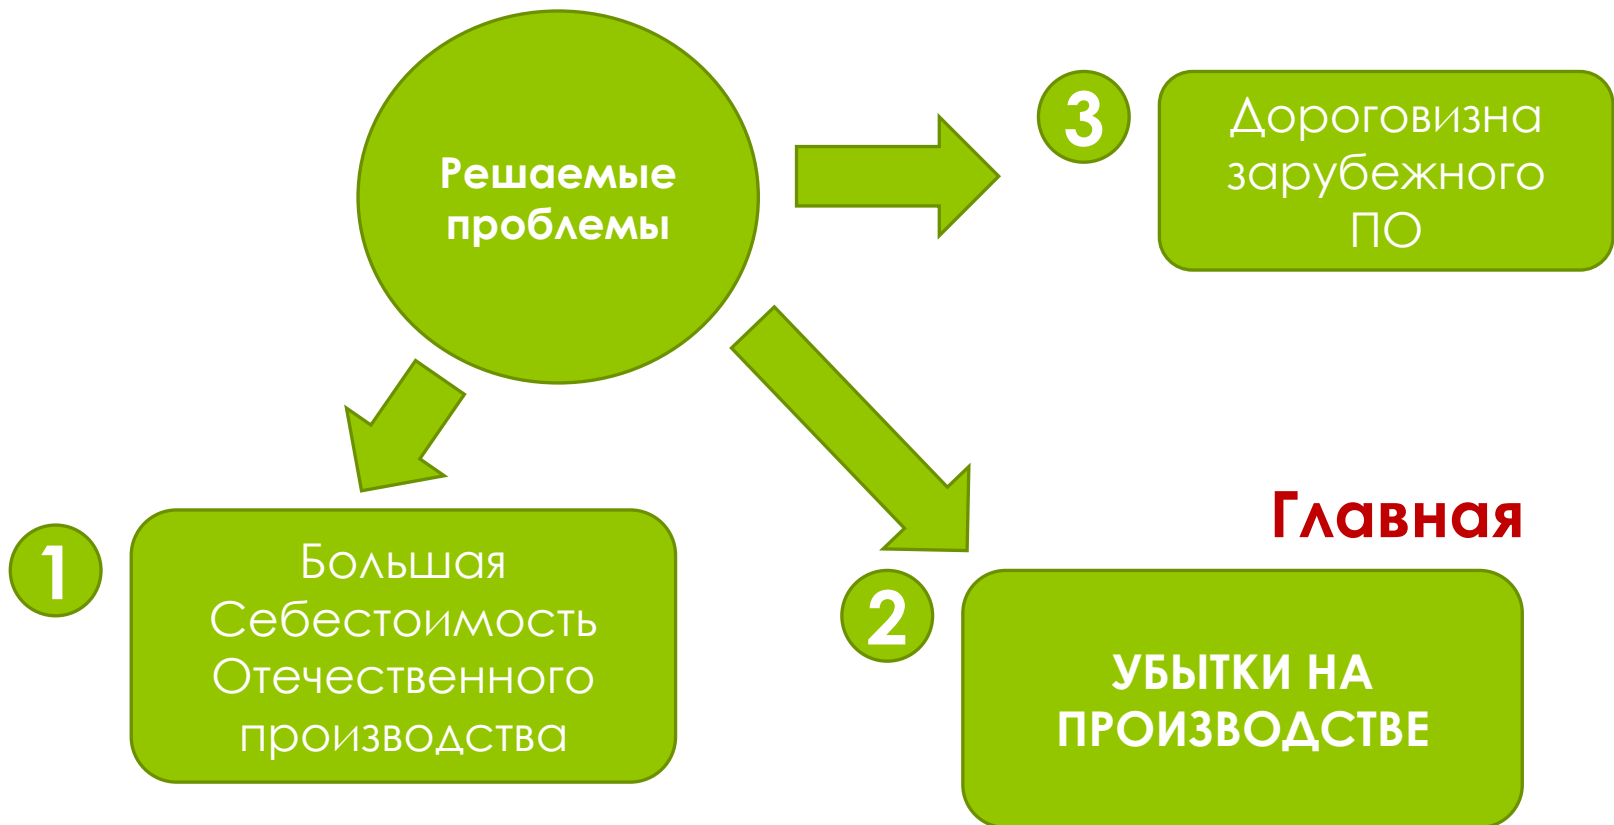 Решаемые
проблемы
3
Дороговизна
зарубежного
ПО
1
Большая
Себестоимость
Отечественного
производства
Главная
2
УБЫТКИ НА
ПРОИЗВОДСТВЕ